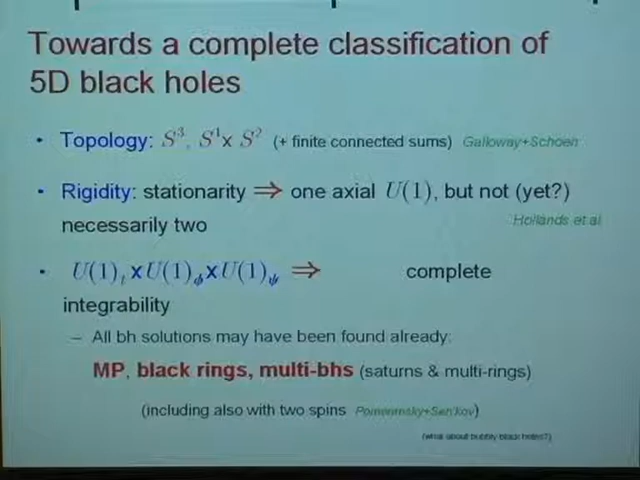 Towards a complete classification of
5D black holes
• Topology: S³, S¹x S² (+ finite connected sums) Galloway+Schoen
• Rigidity: stationarity ⇒ one axial U(1), but not (yet?)
necessarily two
Hollands et al
• U(1)ₜ x U(1)ᵩ x U(1)_ψ ⇒ complete
integrability
– All bh solutions may have been found already:
MP, black rings, multi-bhs (saturns & multi-rings)
(including also with two spins Pomeransky+Sen'kov)
(what about bubbly black holes?)